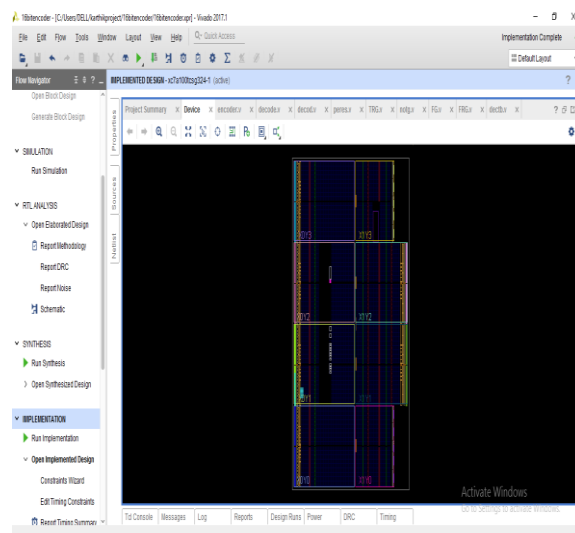 16bitencoder - [C:/Users/DELL/karthikproject/16bitencoder/16bitencoder.xpr] - Vivado 2017.1
File Edit Flow Tools Window Layout View Help Quick Access
Implementation Complete
Default Layout
Flow Navigator
IMPLEMENTED DESIGN - xc7a100tcsg324-1 (active)
Open Block Design
Generate Block Design
SIMULATION
Run Simulation
RTL ANALYSIS
Open Elaborated Design
Report Methodology
Report DRC
Report Noise
Schematic
SYNTHESIS
Run Synthesis
Open Synthesized Design
IMPLEMENTATION
Run Implementation
Open Implemented Design
Constraints Wizard
Edit Timing Constraints
Report Timing Summary
Properties
Sources
Netlist
Project Summary Device encoder.v decode.v peres.v TRG.v notg.v FG.v FRG.v
X0Y3 X1Y3
X0Y2 X1Y2
X0Y1 X1Y1
X0Y0 X1Y0
Activate Windows
Go to Settings to activate Windows.
Tcl Console Messages Log Reports Design Runs Power DRC Timing